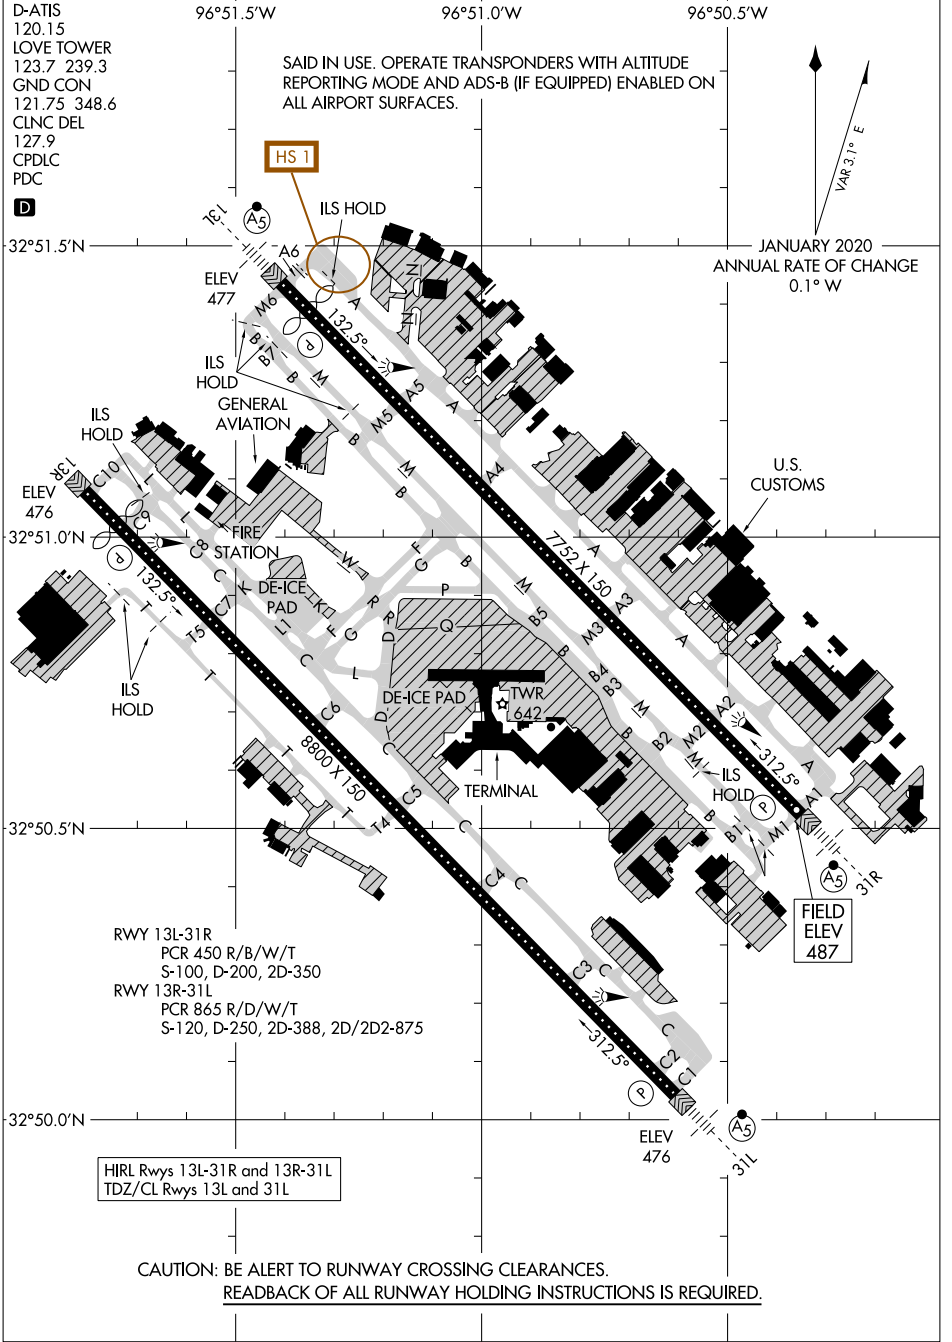 D-ATIS
120.15
LOVE TOWER
123.7 239.3
GND CON
121.75 348.6
CLNC DEL
127.9
CPDLC
PDC
D
96°51.5'W
96°51.0'W
96°50.5'W
SAID IN USE. OPERATE TRANSPONDERS WITH ALTITUDE
REPORTING MODE AND ADS-B (IF EQUIPPED) ENABLED ON
ALL AIRPORT SURFACES.
VAR 3.1° E
JANUARY 2020
ANNUAL RATE OF CHANGE
0.1° W
HS 1
ILS HOLD
A5
13L
32°51.5'N
ELEV
477
A6
A
N
N
M6
132.5°
P
B
B7
B
M
ILS
HOLD
A5
A
M5
GENERAL
AVIATION
B
ILS
HOLD
M
B
A4
U.S.
CUSTOMS
13R
C10
L
ELEV
476
C9
L
FIRE
STATION
32°51.0'N
P
132.5°
C8
C
K
DE-ICE
PAD
C7
W
K
L1
F
G
R
G
F
B
P
M
7752 X 150
A
A3
R
D
Q
B5
M3
A
T
T5
T
ILS
HOLD
C
L
B
B4
B3
M
DE-ICE PAD
TWR
642
C6
D
C
B
B2
M2
A2
312.5°
A
M
ILS
HOLD
T
8800 X 150
T
T4
C5
TERMINAL
P
A1
B
B1
M1
32°50.5'N
C
31R
A5
C4
C
FIELD
ELEV
487
RWY 13L-31R
PCR 450 R/B/W/T
S-100, D-200, 2D-350
RWY 13R-31L
PCR 865 R/D/W/T
S-120, D-250, 2D-388, 2D/2D2-875
C3
C
312.5°
C
C2
C1
P
32°50.0'N
ELEV
476
A5
31L
HIRL Rwys 13L-31R and 13R-31L
TDZ/CL Rwys 13L and 31L
CAUTION: BE ALERT TO RUNWAY CROSSING CLEARANCES.
READBACK OF ALL RUNWAY HOLDING INSTRUCTIONS IS REQUIRED.